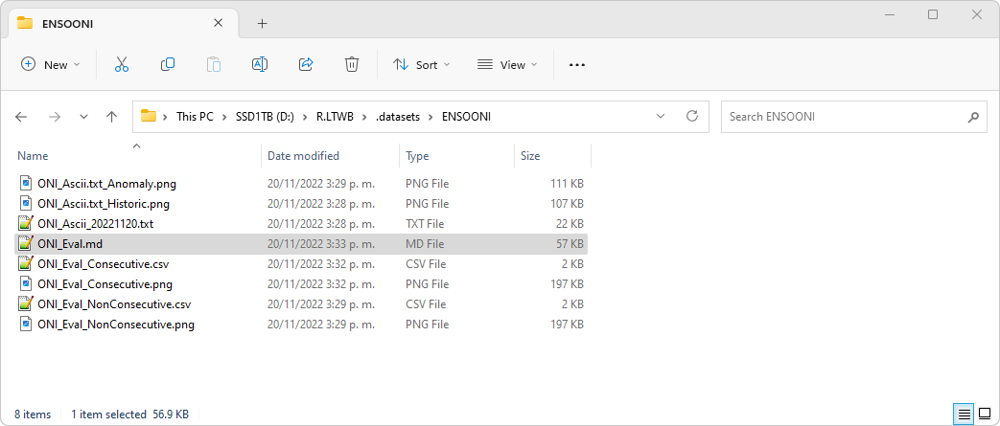 ENSOONI
New
Sort
View
This PC > SSD1TB (D:) > R.LTWB > .datasets > ENSOONI
Search ENSOONI
Name Date modified Type Size
ONI_Ascii.txt_Anomaly.png 20/11/2022 3:29 p. m. PNG File 111 KB
ONI_Ascii.txt_Historic.png 20/11/2022 3:28 p. m. PNG File 107 KB
ONI_Ascii_20221120.txt 20/11/2022 3:28 p. m. TXT File 22 KB
ONI_Eval.md 20/11/2022 3:33 p. m. MD File 57 KB
ONI_Eval_Consecutive.csv 20/11/2022 3:32 p. m. CSV File 2 KB
ONI_Eval_Consecutive.png 20/11/2022 3:32 p. m. PNG File 197 KB
ONI_Eval_NonConsecutive.csv 20/11/2022 3:29 p. m. CSV File 2 KB
ONI_Eval_NonConsecutive.png 20/11/2022 3:29 p. m. PNG File 197 KB
8 items 1 item selected 56.9 KB